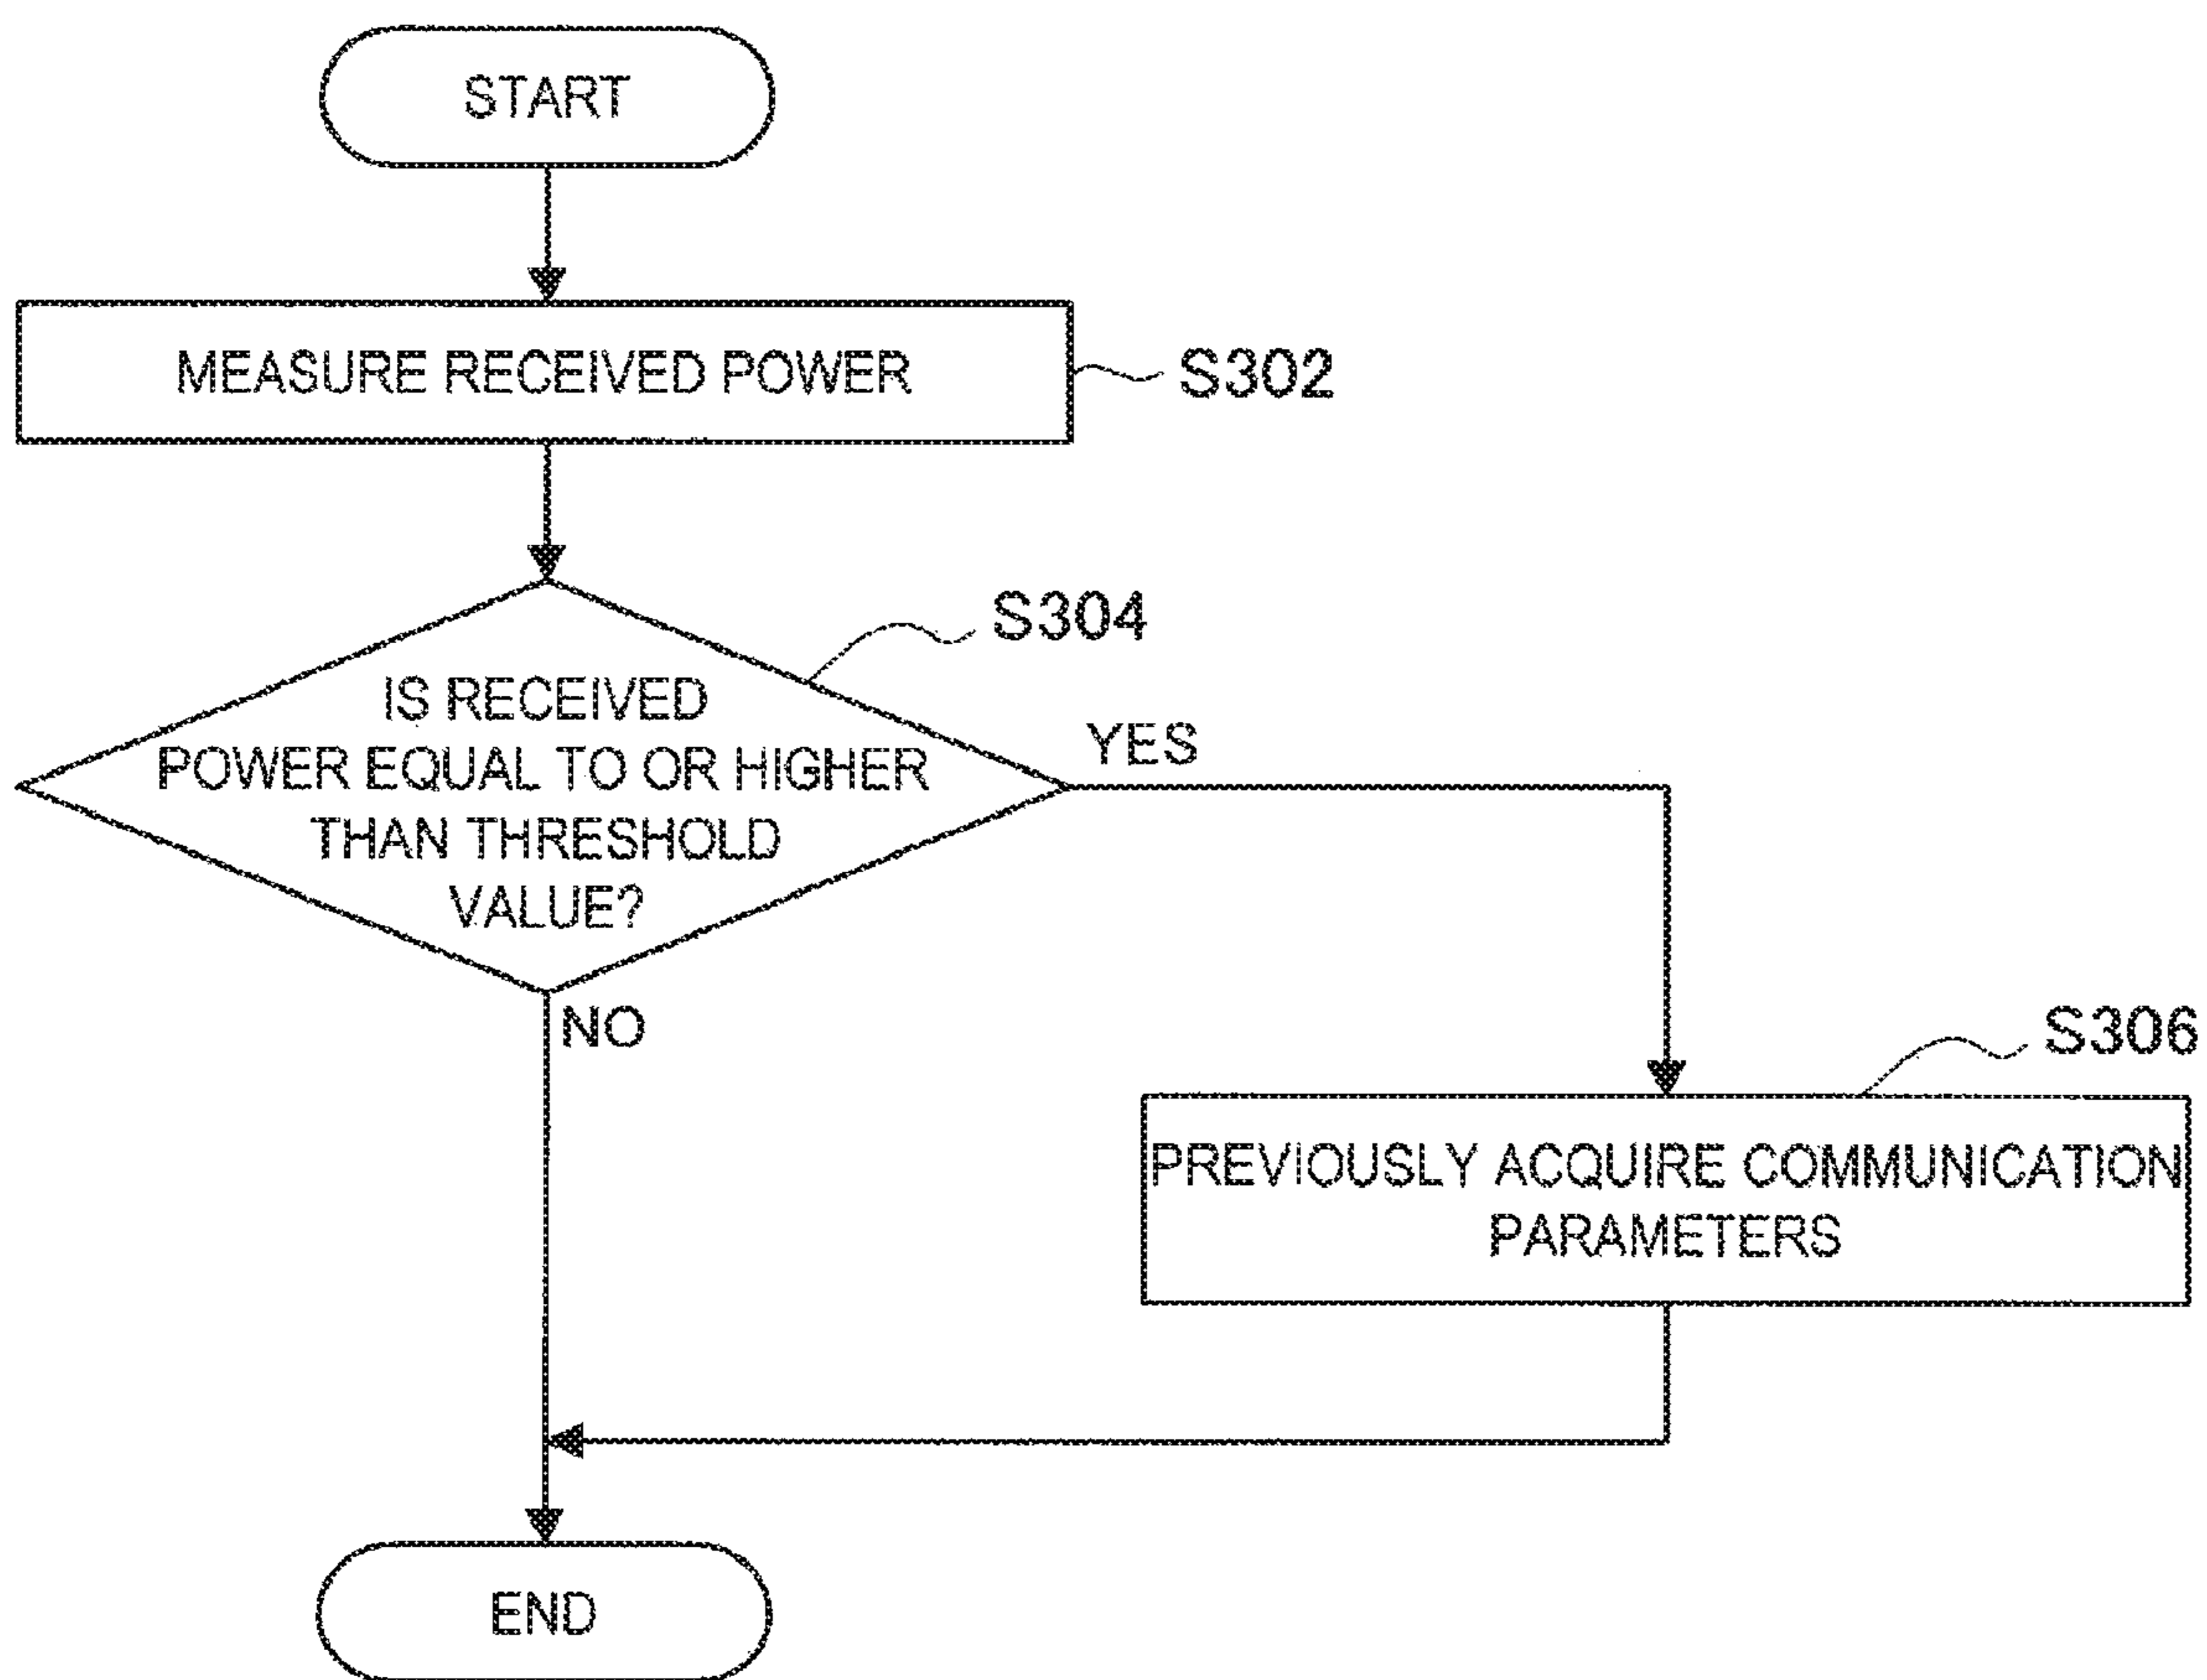 START
MEASURE RECEIVED POWER
S302
S304
IS RECEIVED
POWER EQUAL TO OR HIGHER
THAN THRESHOLD
VALUE?
YES
NO
S306
PREVIOUSLY ACQUIRE COMMUNICATION
PARAMETERS
END